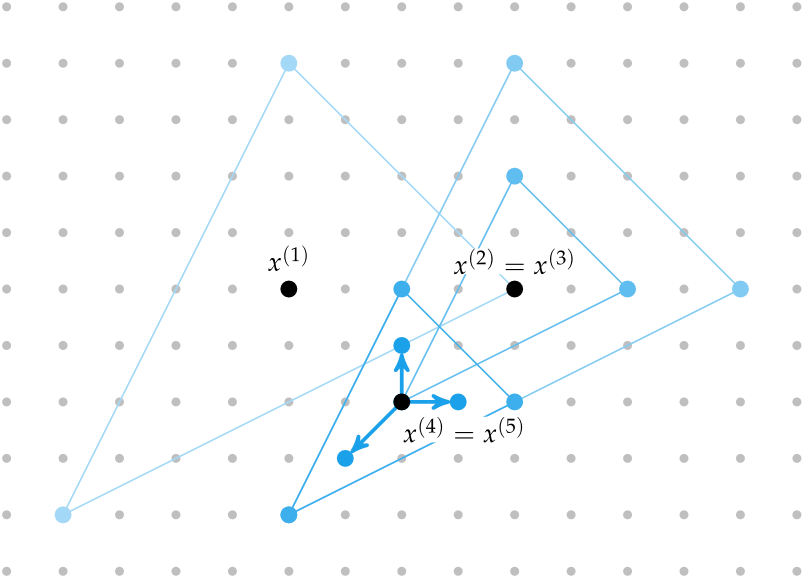 x⁽¹⁾
x⁽²⁾ = x⁽³⁾
x⁽⁴⁾ = x⁽⁵⁾